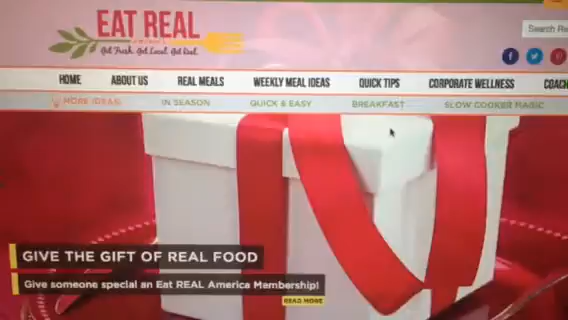 EAT REAL
Get Fresh. Get Local. Get Real.
Search Re
HOME ABOUT US REAL MEALS WEEKLY MEAL IDEAS QUICK TIPS CORPORATE WELLNESS COACH
MORE IDEAS: IN SEASON QUICK & EASY BREAKFAST SLOW COOKER MAGIC
GIVE THE GIFT OF REAL FOOD
Give someone special an Eat REAL America Membership!
READ MORE